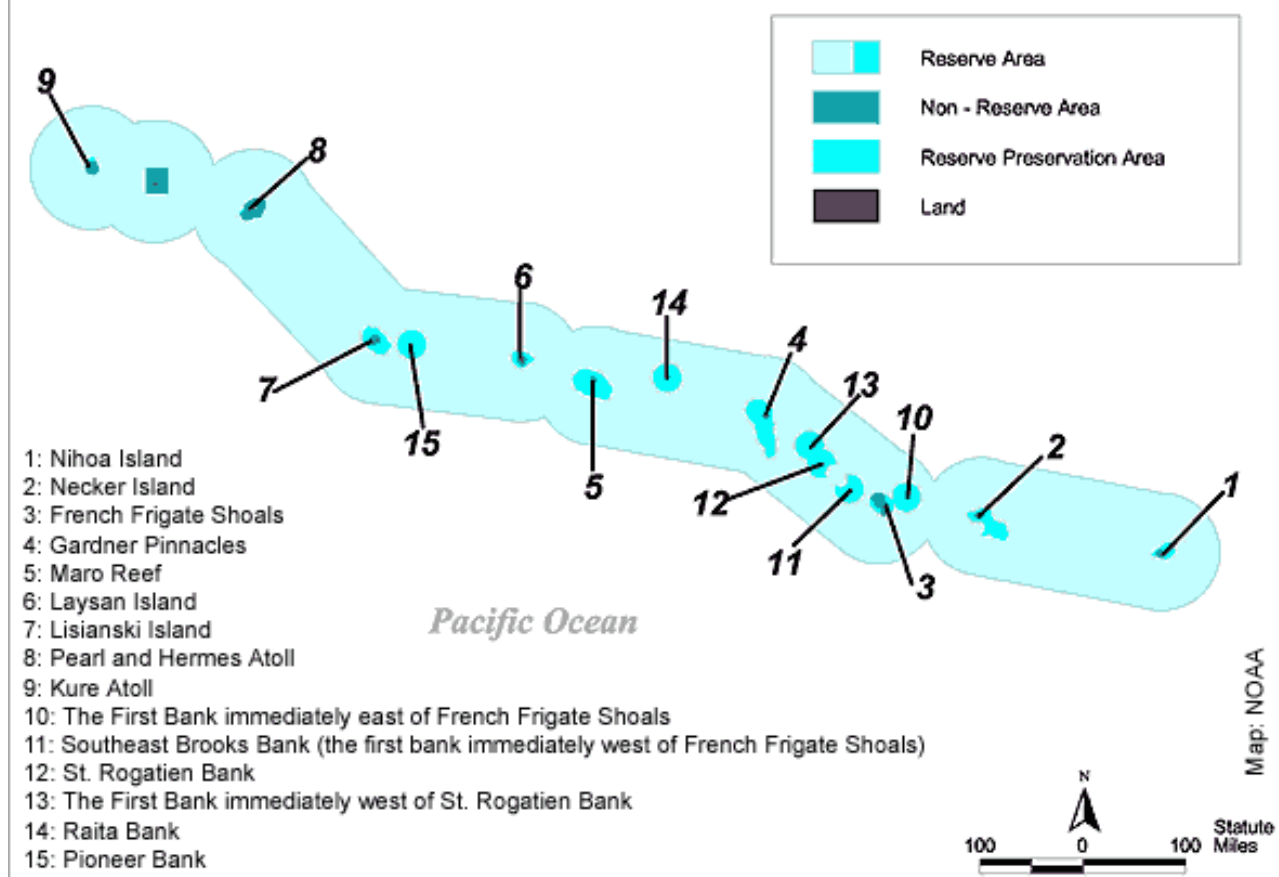 Reserve Area
Non - Reserve Area
Reserve Preservation Area
Land
9
8
6
14
4
13
10
2
1
7
15
5
12
11
3
Pacific Ocean
1: Nihoa Island
2: Necker Island
3: French Frigate Shoals
4: Gardner Pinnacles
5: Maro Reef
6: Laysan Island
7: Lisianski Island
8: Pearl and Hermes Atoll
9: Kure Atoll
10: The First Bank immediately east of French Frigate Shoals
11: Southeast Brooks Bank (the first bank immediately west of French Frigate Shoals)
12: St. Rogatien Bank
13: The First Bank immediately west of St. Rogatien Bank
14: Raita Bank
15: Pioneer Bank
Map: NOAA
N
100 0 100 Statute Miles